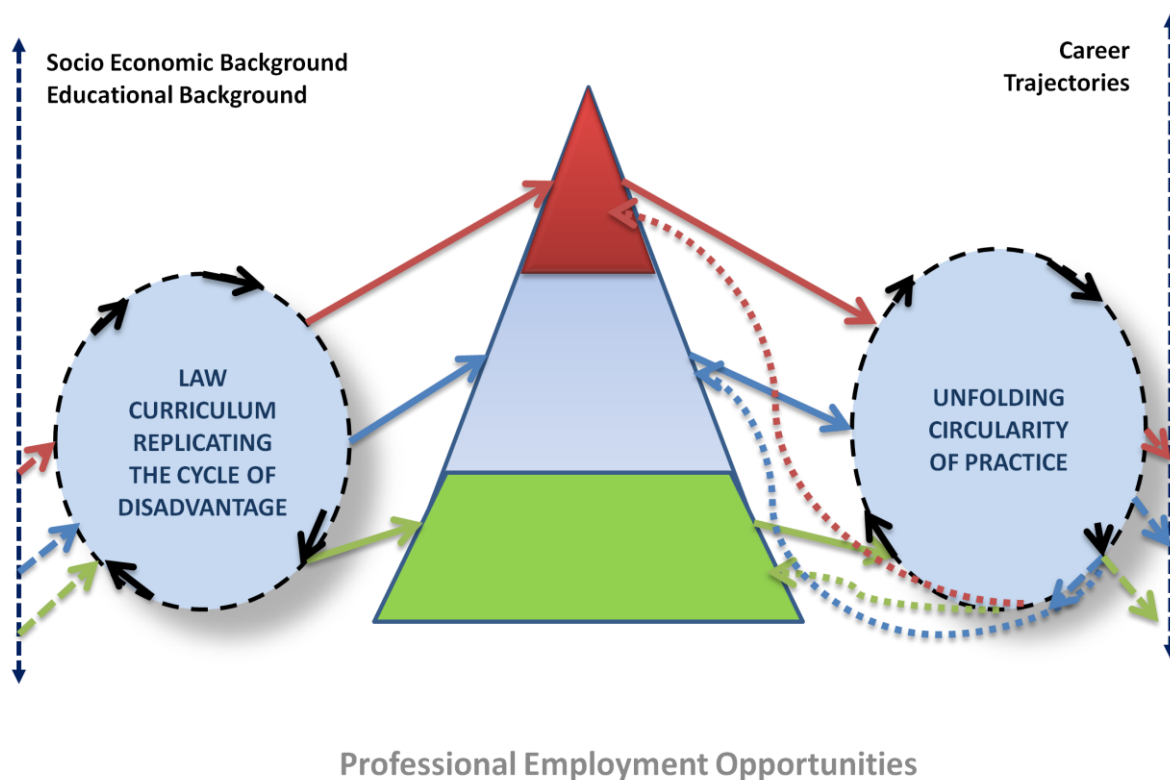 Socio Economic Background
Educational Background
Career
Trajectories
LAW
CURRICULUM
REPLICATING
THE CYCLE OF
DISADVANTAGE
UNFOLDING
CIRCULARITY
OF PRACTICE
Professional Employment Opportunities